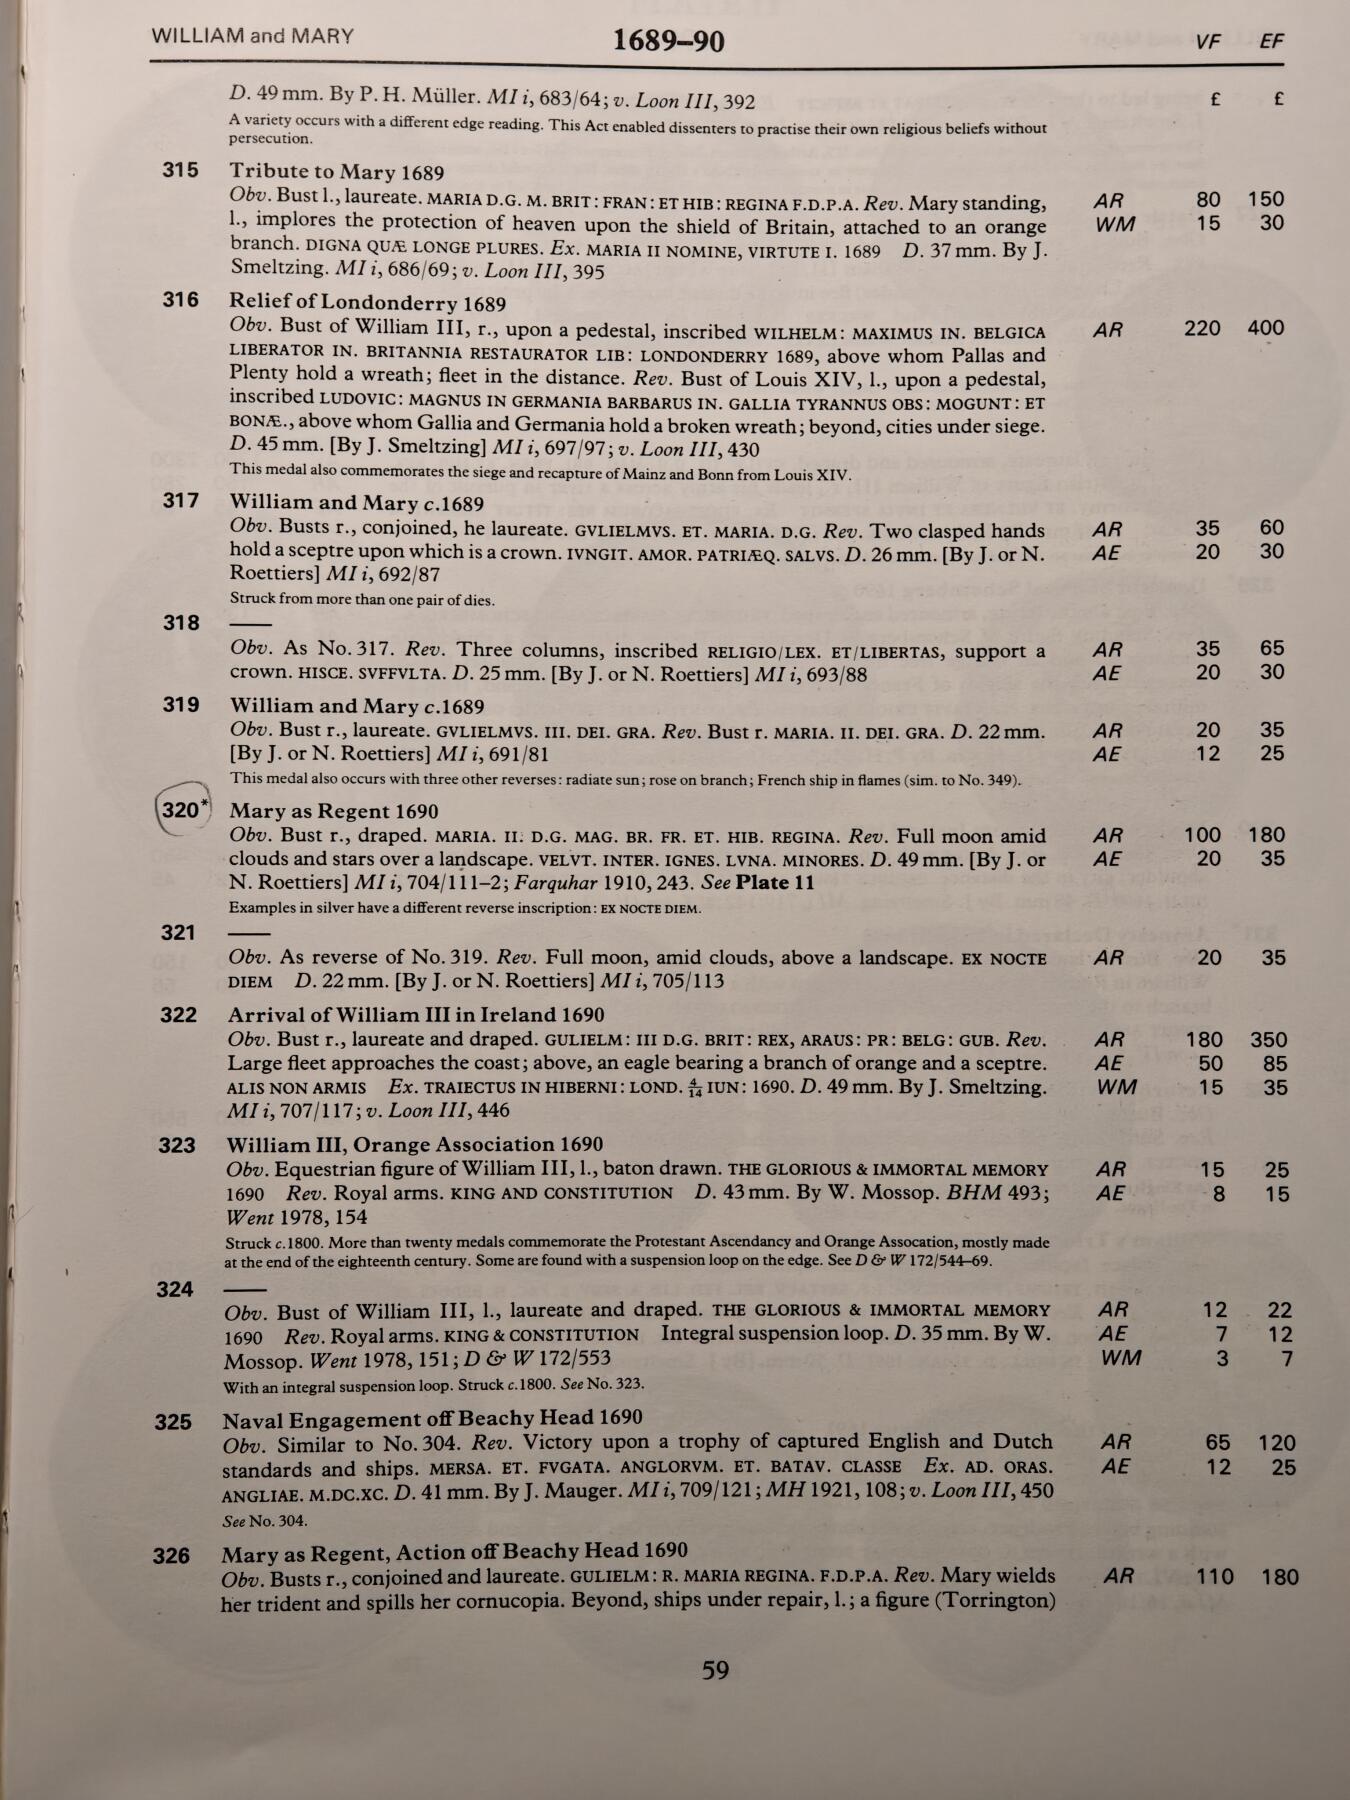 WILLIAM and MARY 1689–90 VF EF
D. 49 mm. By P. H. Müller. MI i, 683/64; v. Loon III, 392 £ £
A variety occurs with a different edge reading. This Act enabled dissenters to practise their own religious beliefs without
persecution.
315 Tribute to Mary 1689
Obv. Bust l., laureate. MARIA D.G. M. BRIT: FRAN: ET HIB: REGINA F.D.P.A. Rev. Mary standing, AR 80 150
l., implores the protection of heaven upon the shield of Britain, attached to an orange WM 15 30
branch. DIGNA QUÆ LONGE PLURES. Ex. MARIA II NOMINE, VIRTUTE I. 1689 D. 37 mm. By J.
Smeltzing. MI i, 686/69; v. Loon III, 395
316 Relief of Londonderry 1689
Obv. Bust of William III, r., upon a pedestal, inscribed WILHELM: MAXIMUS IN. BELGICA AR 220 400
LIBERATOR IN. BRITANNIA RESTAURATOR LIB: LONDONDERRY 1689, above whom Pallas and
Plenty hold a wreath; fleet in the distance. Rev. Bust of Louis XIV, l., upon a pedestal,
inscribed LUDOVIC: MAGNUS IN GERMANIA BARBARUS IN. GALLIA TYRANNUS OBS: MOGUNT: ET
BONÆ., above whom Gallia and Germania hold a broken wreath; beyond, cities under siege.
D. 45 mm. [By J. Smeltzing] MI i, 697/97; v. Loon III, 430
This medal also commemorates the siege and recapture of Mainz and Bonn from Louis XIV.
317 William and Mary c.1689
Obv. Busts r., conjoined, he laureate. GVLIELMVS. ET. MARIA. D.G. Rev. Two clasped hands AR 35 60
hold a sceptre upon which is a crown. IVNGIT. AMOR. PATRIÆQ. SALVS. D. 26 mm. [By J. or N. AE 20 30
Roettiers] MI i, 692/87
Struck from more than one pair of dies.
318 ——
Obv. As No. 317. Rev. Three columns, inscribed RELIGIO/LEX. ET/LIBERTAS, support a AR 35 65
crown. HISCE. SVFFVLTA. D. 25 mm. [By J. or N. Roettiers] MI i, 693/88 AE 20 30
319 William and Mary c.1689
Obv. Bust r., laureate. GVLIELMVS. III. DEI. GRA. Rev. Bust r. MARIA. II. DEI. GRA. D. 22 mm. AR 20 35
[By J. or N. Roettiers] MI i, 691/81 AE 12 25
This medal also occurs with three other reverses: radiate sun; rose on branch; French ship in flames (sim. to No. 349).
320* Mary as Regent 1690
Obv. Bust r., draped. MARIA. II. D.G. MAG. BR. FR. ET. HIB. REGINA. Rev. Full moon amid AR 100 180
clouds and stars over a landscape. VELVT. INTER. IGNES. LVNA. MINORES. D. 49 mm. [By J. or AE 20 35
N. Roettiers] MI i, 704/111–2; Farquhar 1910, 243. See Plate 11
Examples in silver have a different reverse inscription: EX NOCTE DIEM.
321 ——
Obv. As reverse of No. 319. Rev. Full moon, amid clouds, above a landscape. EX NOCTE AR 20 35
DIEM D. 22 mm. [By J. or N. Roettiers] MI i, 705/113
322 Arrival of William III in Ireland 1690
Obv. Bust r., laureate and draped. GULIELM: III D.G. BRIT: REX, ARAUS: PR: BELG: GUB. Rev. AR 180 350
Large fleet approaches the coast; above, an eagle bearing a branch of orange and a sceptre. AE 50 85
ALIS NON ARMIS Ex. TRAIECTUS IN HIBERNI: LOND. 4/14 IUN: 1690. D. 49 mm. By J. Smeltzing. WM 15 35
MI i, 707/117; v. Loon III, 446
323 William III, Orange Association 1690
Obv. Equestrian figure of William III, l., baton drawn. THE GLORIOUS & IMMORTAL MEMORY AR 15 25
1690 Rev. Royal arms. KING AND CONSTITUTION D. 43 mm. By W. Mossop. BHM 493; AE 8 15
Went 1978, 154
Struck c.1800. More than twenty medals commemorate the Protestant Ascendancy and Orange Assocation, mostly made
at the end of the eighteenth century. Some are found with a suspension loop on the edge. See D & W 172/544–69.
324 ——
Obv. Bust of William III, l., laureate and draped. THE GLORIOUS & IMMORTAL MEMORY AR 12 22
1690 Rev. Royal arms. KING & CONSTITUTION Integral suspension loop. D. 35 mm. By W. AE 7 12
Mossop. Went 1978, 151; D & W 172/553 WM 3 7
With an integral suspension loop. Struck c.1800. See No. 323.
325 Naval Engagement off Beachy Head 1690
Obv. Similar to No. 304. Rev. Victory upon a trophy of captured English and Dutch AR 65 120
standards and ships. MERSA. ET. FVGATA. ANGLORVM. ET. BATAV. CLASSE Ex. AD. ORAS. AE 12 25
ANGLIAE. M.DC.XC. D. 41 mm. By J. Mauger. MI i, 709/121; MH 1921, 108; v. Loon III, 450
See No. 304.
326 Mary as Regent, Action off Beachy Head 1690
Obv. Busts r., conjoined and laureate. GULIELM: R. MARIA REGINA. F.D.P.A. Rev. Mary wields AR 110 180
her trident and spills her cornucopia. Beyond, ships under repair, l.; a figure (Torrington)
59